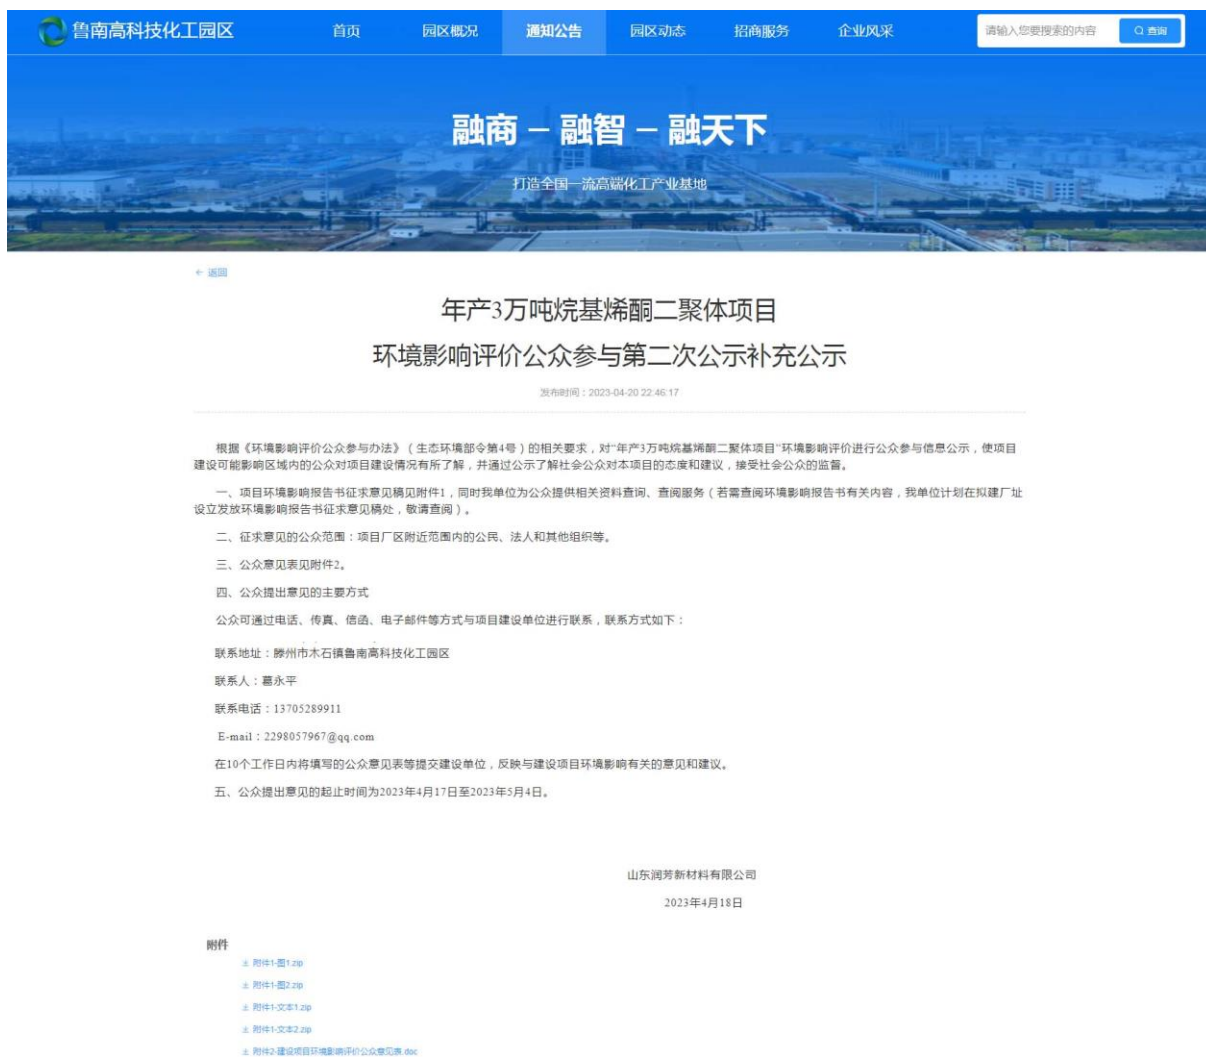 鲁南高科技化工园区
首页
园区概况
通知公告
园区动态
招商服务
企业风采
请输入您要搜索的内容
查询
融商 – 融智 – 融天下
打造全国一流高端化工产业基地
← 返回
年产3万吨烷基烯酮二聚体项目
环境影响评价公众参与第二次公示补充公示
发布时间：2023-04-20 22:46:17
根据《环境影响评价公众参与办法》（生态环境部令第4号）的相关要求，对“年产3万吨烷基烯酮二聚体项目”环境影响评价进行公众参与信息公示，使项目
建设可能影响区域内的公众对项目建设情况有所了解，并通过公示了解社会公众对本项目的态度和建议，接受社会公众的监督。
一、项目环境影响报告书征求意见稿见附件1，同时我单位为公众提供相关资料查询、查阅服务（若需查阅环境影响报告书有关内容，我单位计划在拟建厂址
设立发放环境影响报告书征求意见稿处，敬请查阅）。
二、征求意见的公众范围：项目厂区附近范围内的公民、法人和其他组织等。
三、公众意见表见附件2。
四、公众提出意见的主要方式
公众可通过电话、传真、信函、电子邮件等方式与项目建设单位进行联系，联系方式如下：
联系地址：滕州市木石镇鲁南高科技化工园区
联系人：葛永平
联系电话：13705289911
E-mail：2298057967@qq.com
在10个工作日内将填写的公众意见表等提交建设单位，反映与建设项目环境影响有关的意见和建议。
五、公众提出意见的起止时间为2023年4月17日至2023年5月4日。
山东润芳新材料有限公司
2023年4月18日
附件
附件1-图1.zip
附件1-图2.zip
附件1-文本1.zip
附件1-文本2.zip
附件2-建设项目环境影响评价公众意见表.doc